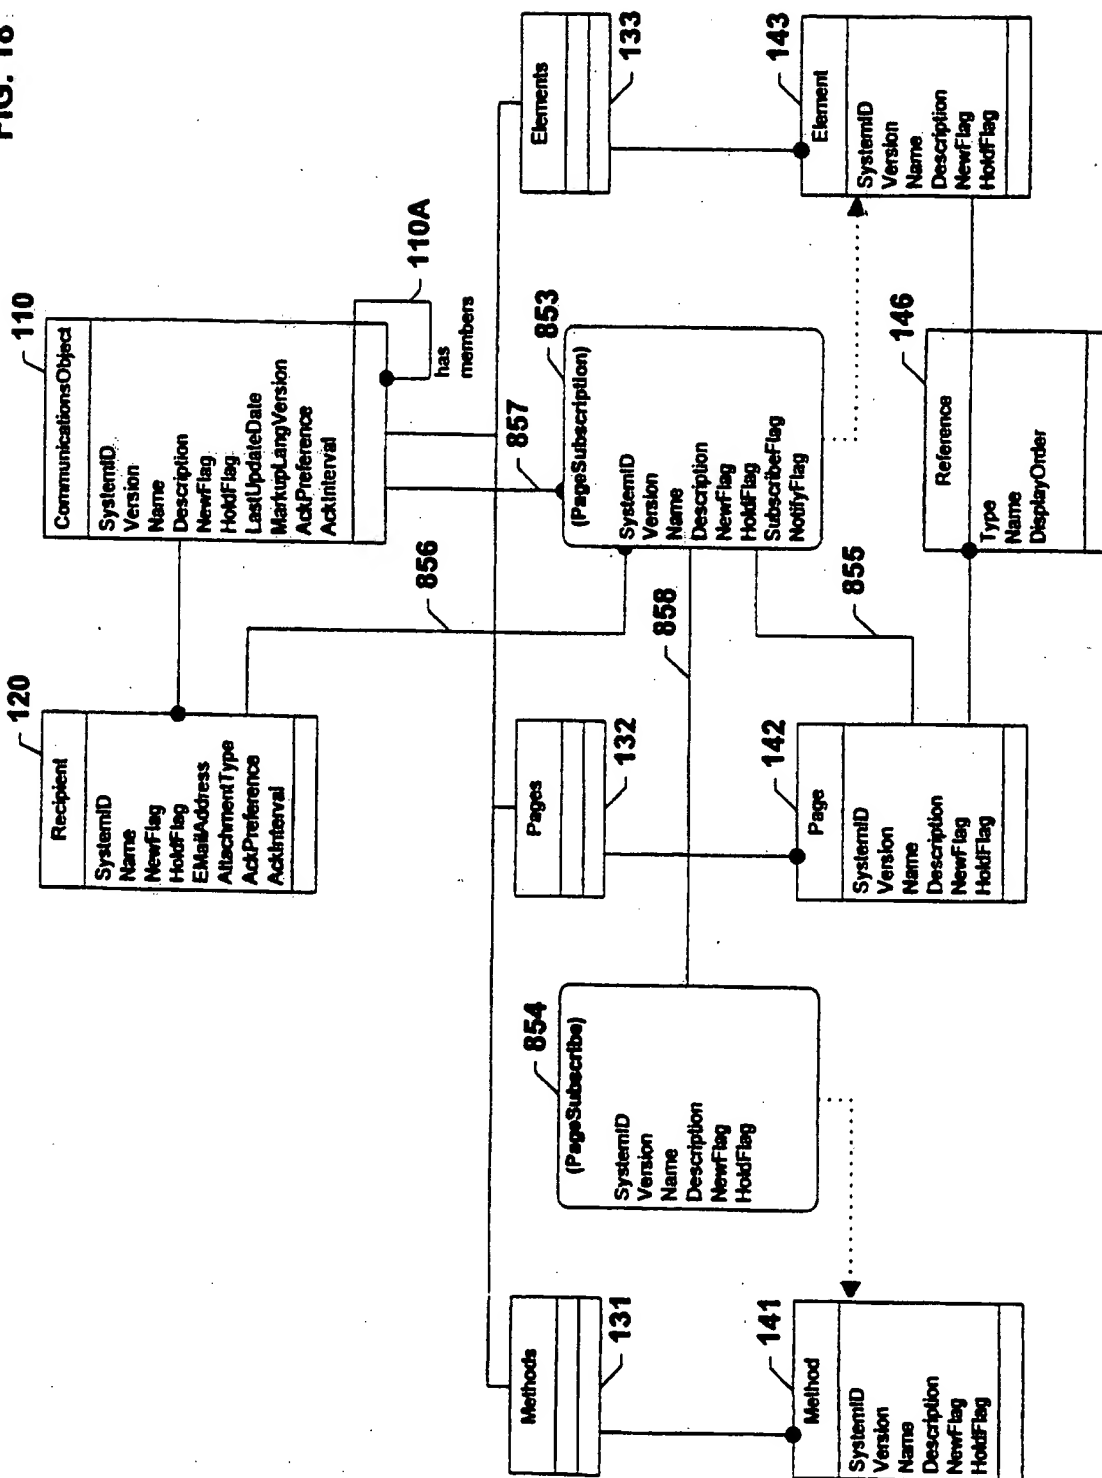 FIG. 18
110
CommunicationsObject
SystemID
Version
Name
Description
NewFlag
HoldFlag
LastUpdateDate
MarkupLangVersion
AckPreference
AckInterval
110A
has
members
120
Recipient
SystemID
Name
NewFlag
HoldFlag
EMailAddress
AttachmentType
AckPreference
AckInterval
856
857
Elements
133
Pages
132
Methods
131
853
(PageSubscription)
SystemID
Version
Name
Description
NewFlag
HoldFlag
SubscribeFlag
NotifyFlag
858
855
854
(PageSubscribe)
SystemID
Version
Name
Description
NewFlag
HoldFlag
143
Element
SystemID
Version
Name
Description
NewFlag
HoldFlag
146
Reference
Type
Name
DisplayOrder
142
Page
SystemID
Version
Name
Description
NewFlag
HoldFlag
141
Method
SystemID
Version
Name
Description
NewFlag
HoldFlag